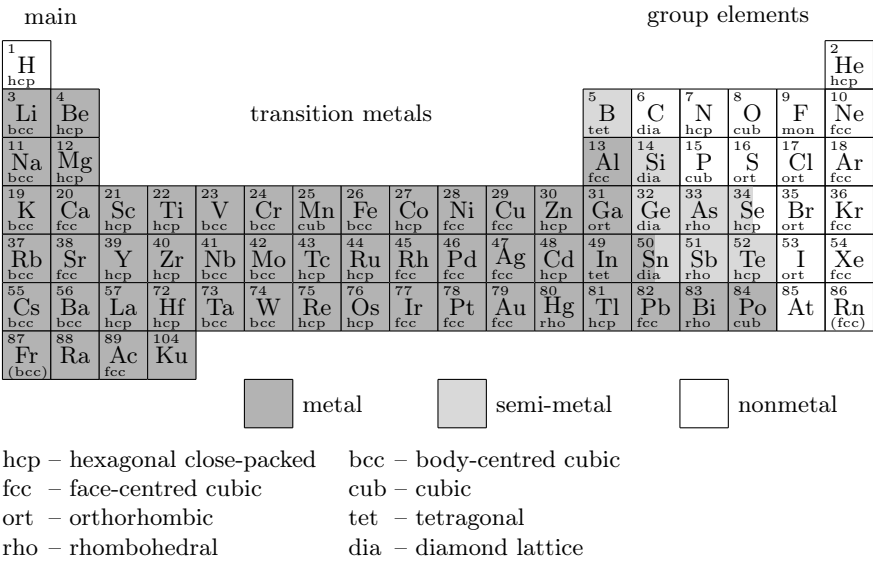 main group elements
1 2
H He
hcp hcp
3 4 5 6 7 8 9 10
Li Be transition metals B C N O F Ne
bcc hcp tet dia hcp cub mon fcc
11 12 13 14 15 16 17 18
Na Mg Al Si P S Cl Ar
bcc hcp fcc dia cub ort ort fcc
19 20 21 22 23 24 25 26 27 28 29 30 31 32 33 34 35 36
K Ca Sc Ti V Cr Mn Fe Co Ni Cu Zn Ga Ge As Se Br Kr
bcc fcc hcp hcp bcc bcc cub bcc hcp fcc fcc hcp ort dia rho hcp ort fcc
37 38 39 40 41 42 43 44 45 46 47 48 49 50 51 52 53 54
Rb Sr Y Zr Nb Mo Tc Ru Rh Pd Ag Cd In Sn Sb Te I Xe
bcc fcc hcp hcp bcc bcc hcp hcp fcc fcc fcc hcp tet dia rho hcp ort fcc
55 56 57 72 73 74 75 76 77 78 79 80 81 82 83 84 85 86
Cs Ba La Hf Ta W Re Os Ir Pt Au Hg Tl Pb Bi Po At Rn
bcc bcc hcp hcp bcc bcc hcp hcp fcc fcc fcc rho hcp fcc rho cub (fcc)
87 88 89 104
Fr Ra Ac Ku
(bcc) fcc
metal semi-metal nonmetal
hcp – hexagonal close-packed bcc – body-centred cubic
fcc – face-centred cubic cub – cubic
ort – orthorhombic tet – tetragonal
rho – rhombohedral dia – diamond lattice